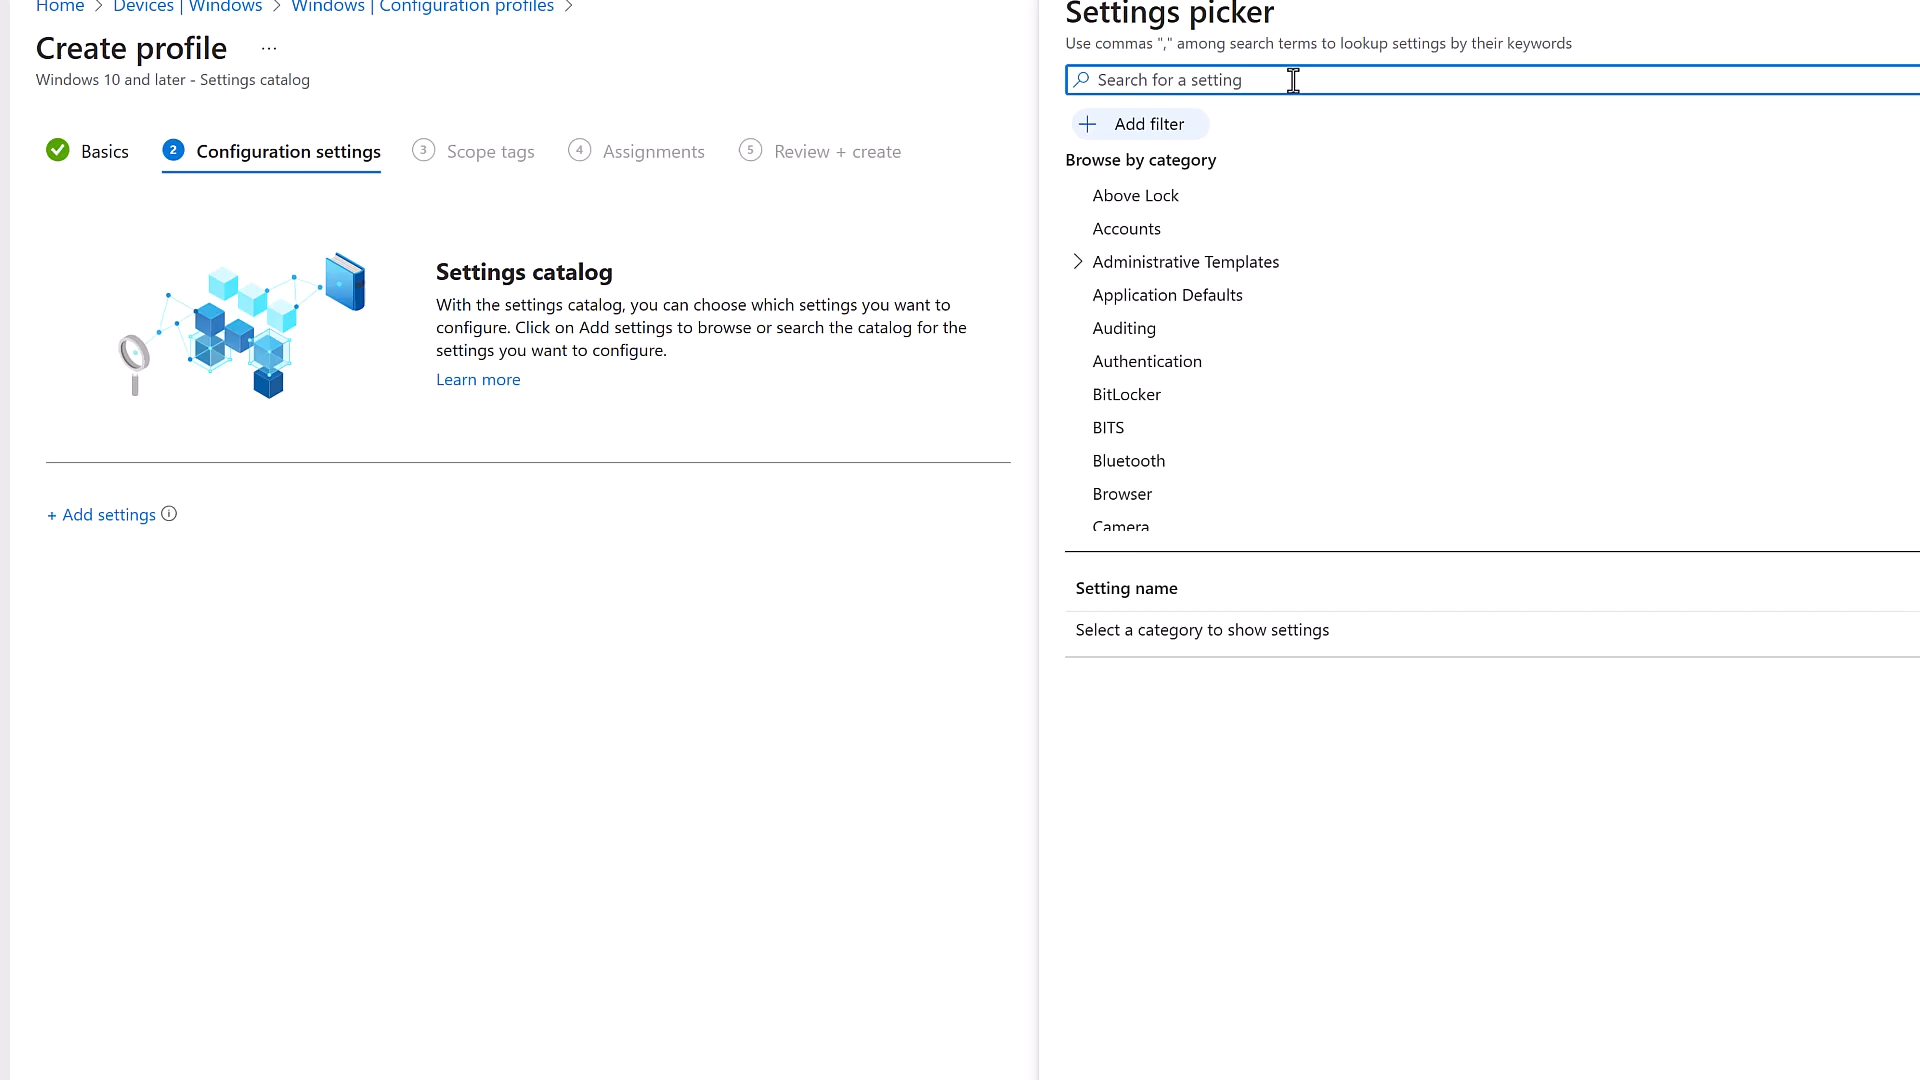 Home > Devices | Windows > Windows | Configuration profiles >
Create profile ...
Windows 10 and later - Settings catalog
Basics
2 Configuration settings
3 Scope tags
4 Assignments
5 Review + create
Settings catalog
With the settings catalog, you can choose which settings you want to
configure. Click on Add settings to browse or search the catalog for the
settings you want to configure.
Learn more
+ Add settings
Settings picker
Use commas "," among search terms to lookup settings by their keywords
Search for a setting
+ Add filter
Browse by category
Above Lock
Accounts
> Administrative Templates
Application Defaults
Auditing
Authentication
BitLocker
BITS
Bluetooth
Browser
Camera
Setting name
Select a category to show settings